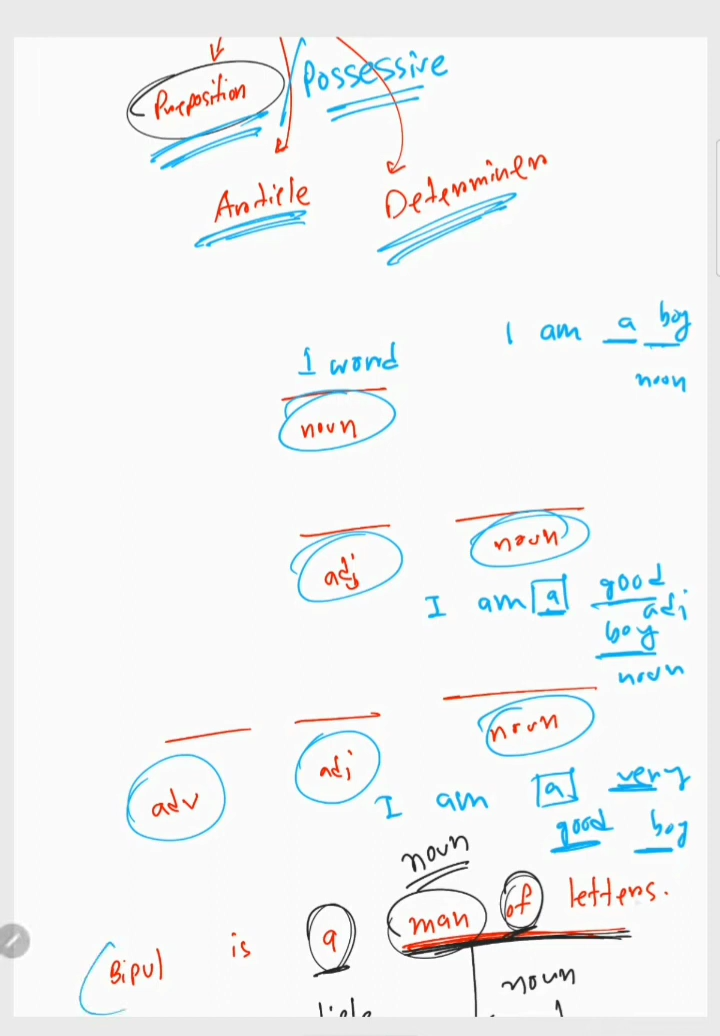 Preposition
Possessive
Article
Determiner
I am a boy
noun
1 word
noun
adj
noun
I am a good
adj
boy
noun
adv
adj
noun
I am a very
good boy
noun
Bipul is a man of letters.
noun